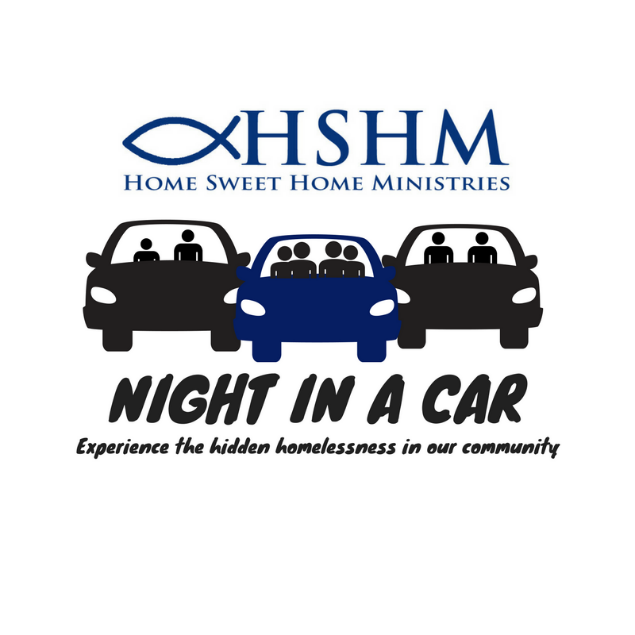 HSHM
HOME SWEET HOME MINISTRIES
NIGHT IN A CAR
Experience the hidden homelessness in our community